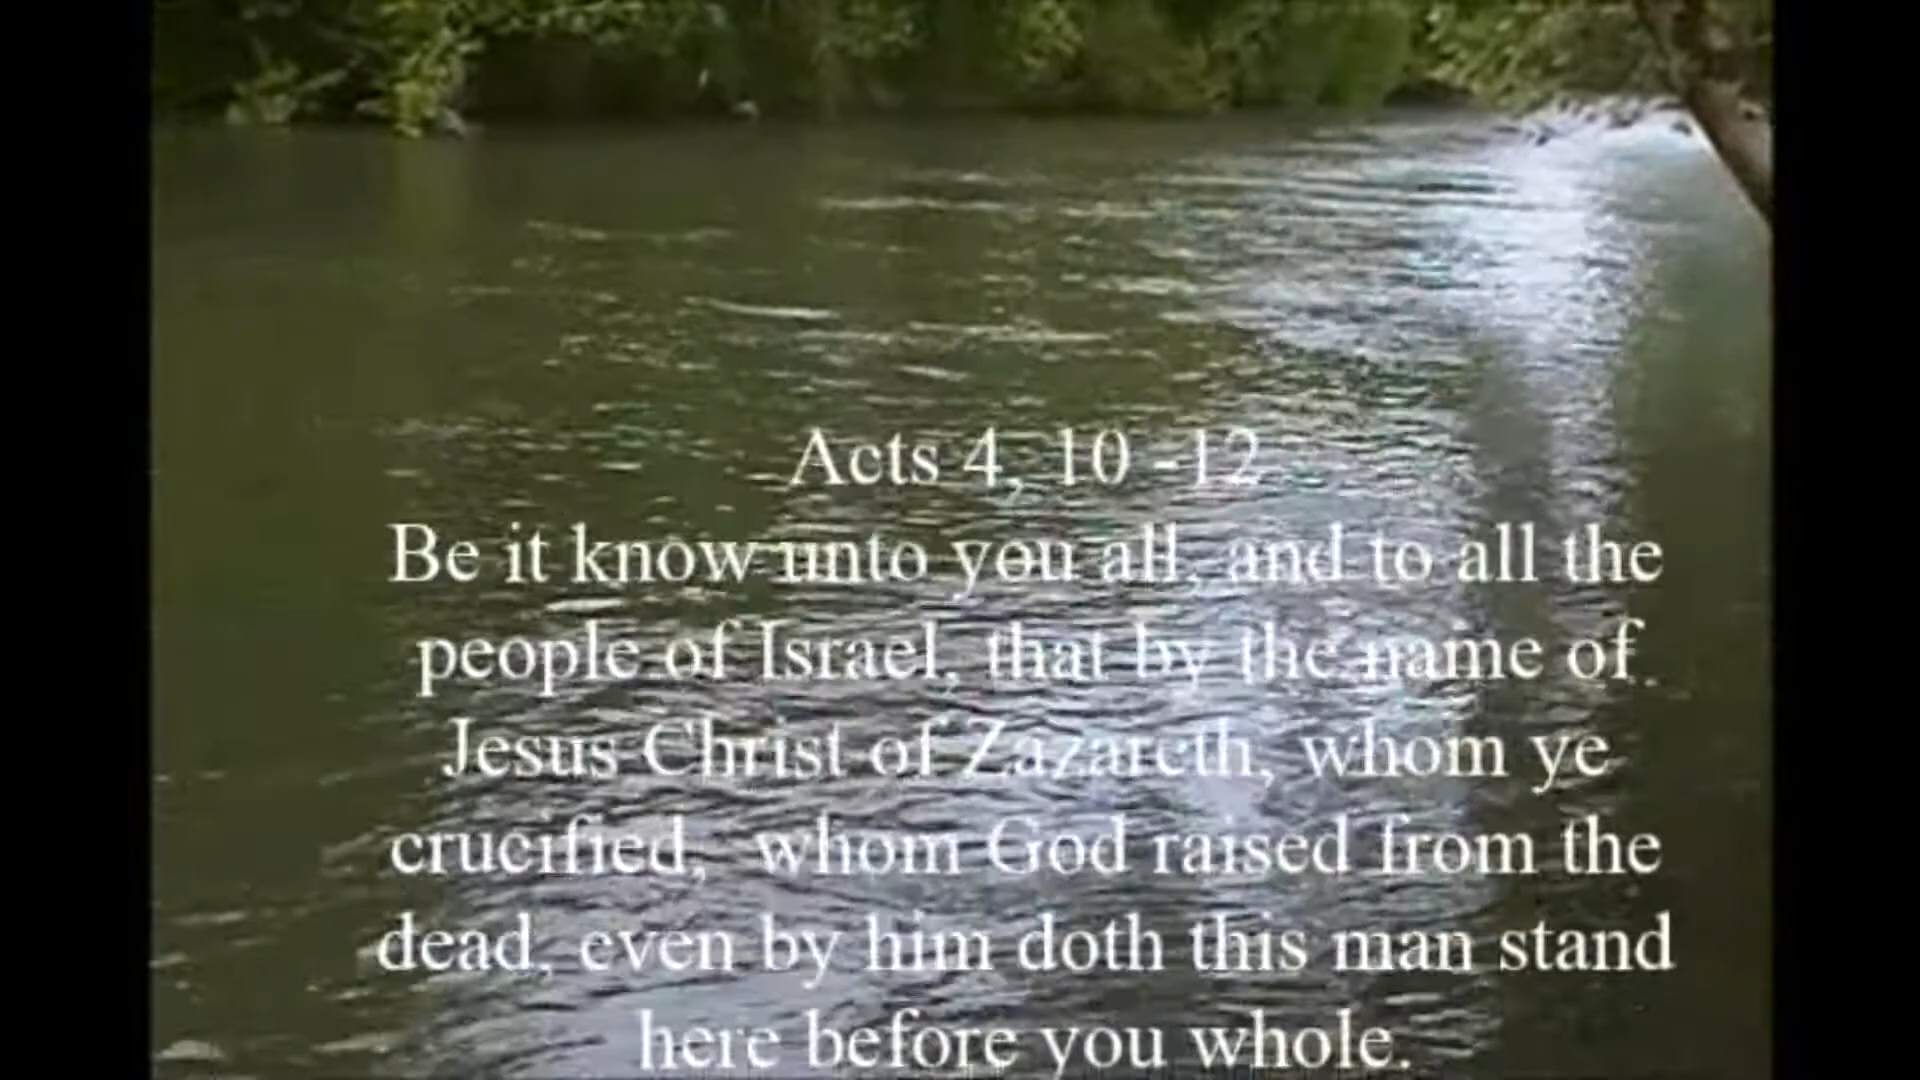 Acts 4, 10 -12
Be it know unto you all, and to all the
people of Israel, that by the name of
Jesus Christ of Zazareth, whom ye
crucified, whom God raised from the
dead, even by him doth this man stand
here before you whole.